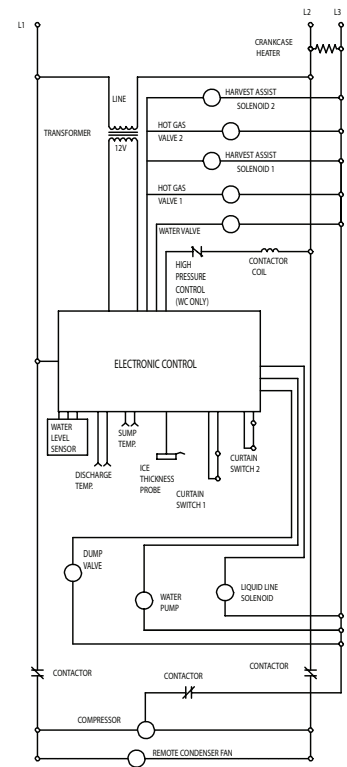 L1
L2
L3
CRANKCASE
HEATER
LINE
HARVEST ASSIST
SOLENOID 2
TRANSFORMER
HOT GAS
VALVE 2
12V
HARVEST ASSIST
SOLENOID 1
HOT GAS
VALVE 1
WATER VALVE
HIGH
PRESSURE
CONTROL
(WC ONLY)
CONTACTOR
COIL
ELECTRONIC CONTROL
WATER
LEVEL
SENSOR
SUMP
TEMP.
DISCHARGE
TEMP.
ICE
THICKNESS
PROBE
CURTAIN
SWITCH 2
CURTAIN
SWITCH 1
DUMP
VALVE
WATER
PUMP
LIQUID LINE
SOLENOID
CONTACTOR
CONTACTOR
CONTACTOR
COMPRESSOR
REMOTE CONDENSER FAN